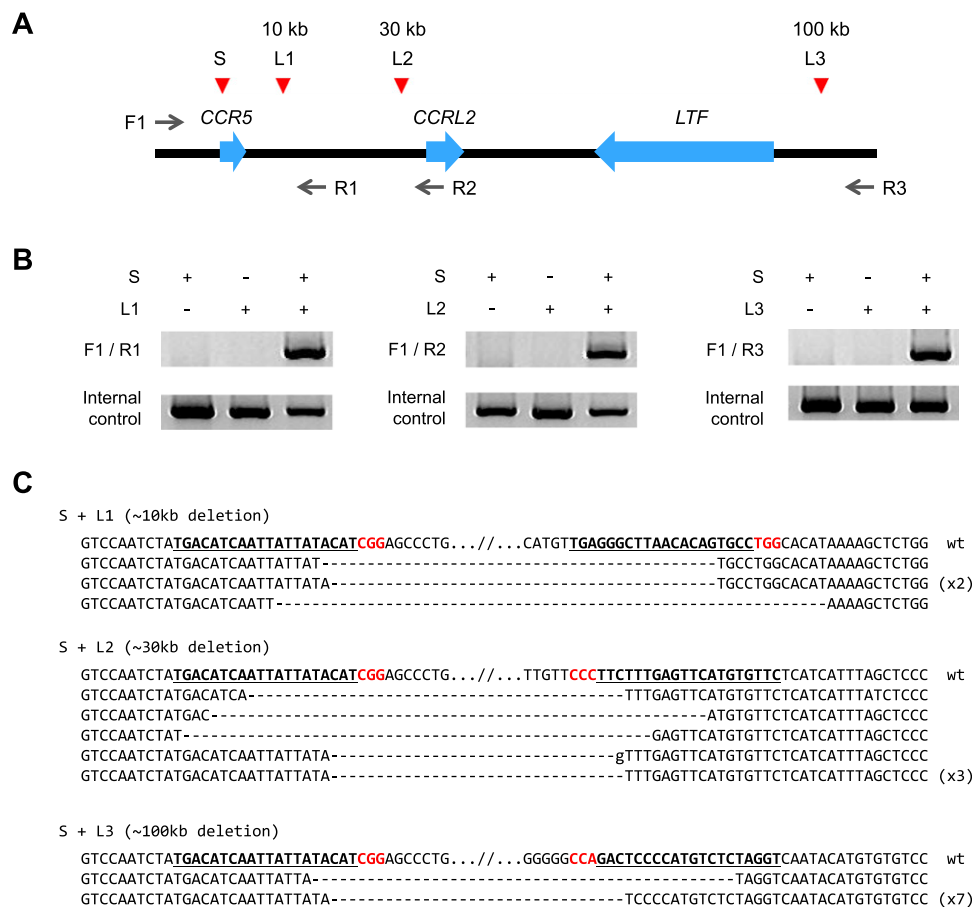 A
10 kb 30 kb 100 kb
S L1 L2 L3
CCR5 CCRL2 LTF
F1
R1 R2 R3
B
S + - + S + - + S + - +
L1 - + + L2 - + + L3 - + +
F1 / R1 F1 / R2 F1 / R3
Internal control Internal control Internal control
C
S + L1 (~10kb deletion)
GTCCAATCTATGACATCAATTATTATACATCGGAGCCCTG...//...CATGTTGAGGGCTTAACACAGTGCCTGGCACATAAAAGCTCTGG wt
GTCCAATCTATGACATCAATTATTAT--------------------------------------------TGCCTGGCACATAAAAGCTCTGG
GTCCAATCTATGACATCAATTATTATA-------------------------------------------TGCCTGGCACATAAAAGCTCTGG (x2)
GTCCAATCTATGACATCAATT-------------------------------------------------------------AAAAGCTCTGG
S + L2 (~30kb deletion)
GTCCAATCTATGACATCAATTATTATACATCGGAGCCCTG...//...TTGTTCCCTTCTTTGAGTTCATGTGTTCTCATCATTTAGCTCCC wt
GTCCAATCTATGACATCA------------------------------------------TTTGAGTTCATGTGTTCTCATCATTTATCTCCC
GTCCAATCTATGAC-------------------------------------------------------ATGTGTTCTCATCATTTAGCTCCC
GTCCAATCTAT----------------------------------------------------GAGTTCATGTGTTCTCATCATTTAGCTCCC
GTCCAATCTATGACATCAATTATTATA--------------------------------gTTTGAGTTCATGTGTTCTCATCATTTAGCTCCC
GTCCAATCTATGACATCAATTATTATA---------------------------------TTTGAGTTCATGTGTTCTCATCATTTAGCTCCC (x3)
S + L3 (~100kb deletion)
GTCCAATCTATGACATCAATTATTATACATCGGAGCCCTG...//...GGGGGCCAGACTCCCCATGTCTCTAGGTCAATACATGTGTGTCC wt
GTCCAATCTATGACATCAATTATTA-----------------------------------------------TAGGTCAATACATGTGTGTCC
GTCCAATCTATGACATCAATTATTATA---------------------------------TCCCCATGTCTCTAGGTCAATACATGTGTGTCC (x7)